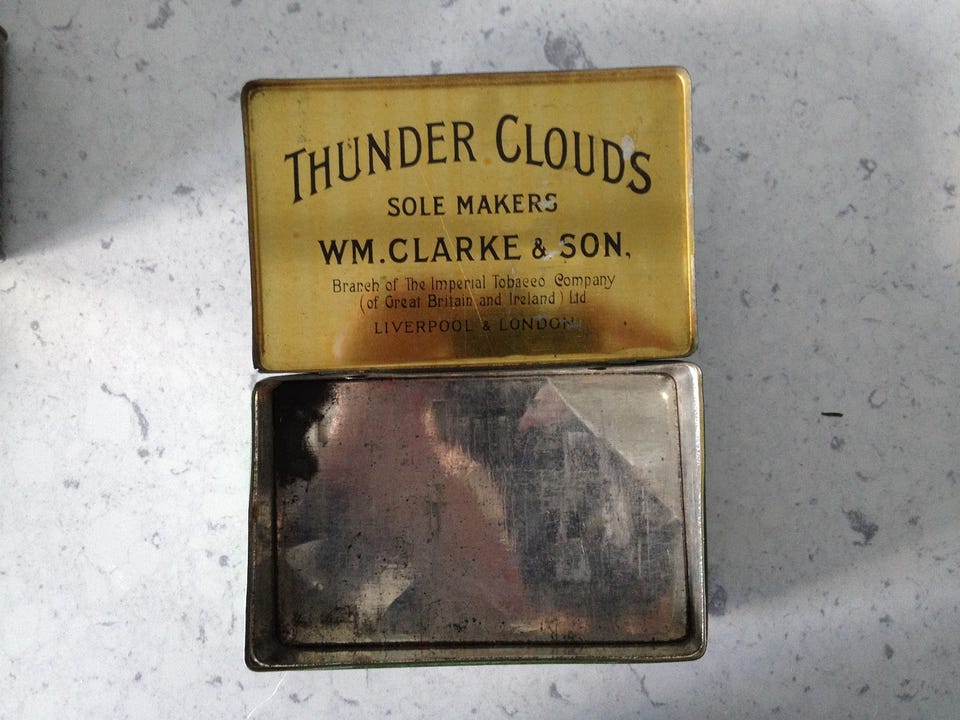 THUNDER CLOUDS
SOLE MAKERS
WM. CLARKE & SON,
Branch of The Imperial Tobacco Company
(of Great Britain and Ireland) Ltd
LIVERPOOL & LONDON.